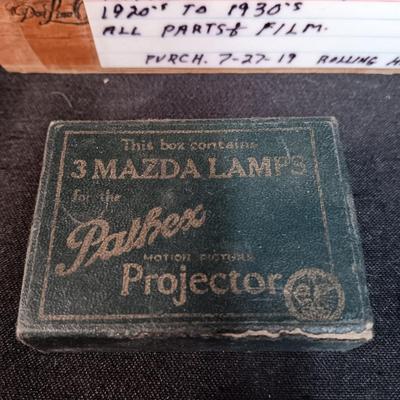 1920's TO 1930's
ALL PARTS & FILM.
PURCH. 7-27-19 ROLLING
This box contains
3 MAZDA LAMPS
for the
Pathex
MOTION PICTURE
Projector